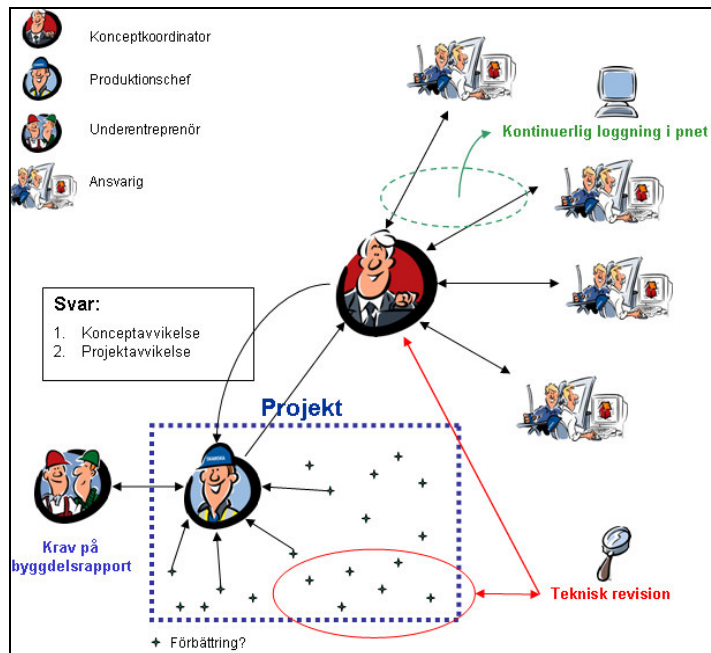 Konceptkoordinator
Produktionschef
Underentreprenör
Ansvarig
Kontinuerlig loggning i pnet
Svar:
1. Konceptavvikelse
2. Projektavvikelse
Projekt
SKANSKA
Krav på
byggdelsrapport
Teknisk revision
Förbättring?